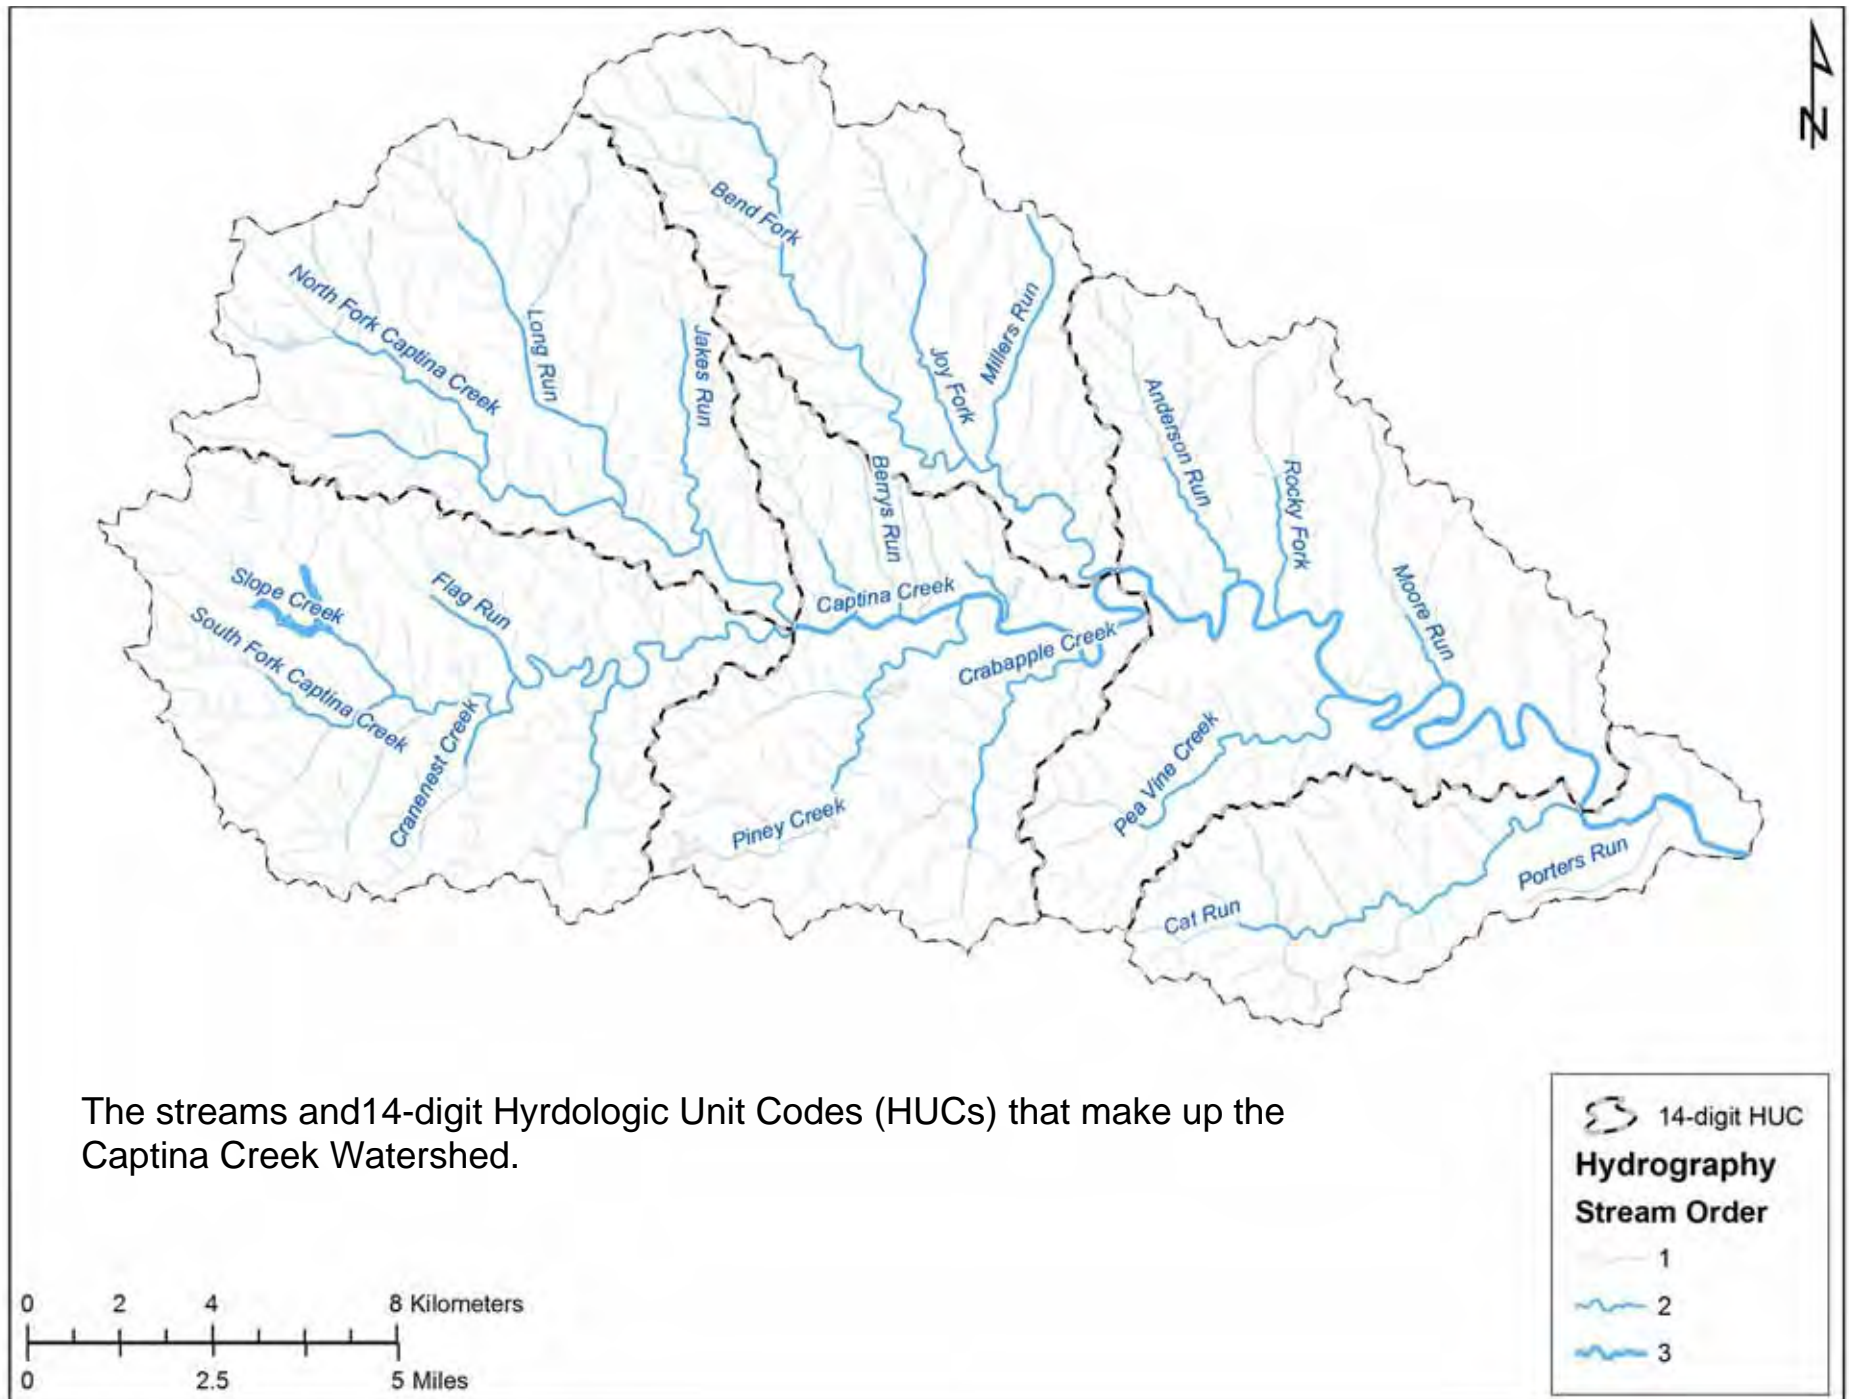 N
Bend Fork
North Fork Captina Creek
Long Run
Jakes Run
Joy Fork
Millers Run
Anderson Run
Rocky Fork
Berrys Run
Moore Run
Slope Creek
Flag Run
Captina Creek
South Fork Captina Creek
Crabapple Creek
Cranenest Creek
Pea Vine Creek
Piney Creek
Porters Run
Cat Run
The streams and14-digit Hyrdologic Unit Codes (HUCs) that make up the
Captina Creek Watershed.
14-digit HUC
Hydrography
Stream Order
1
2
3
0 2 4 8 Kilometers
0 2.5 5 Miles